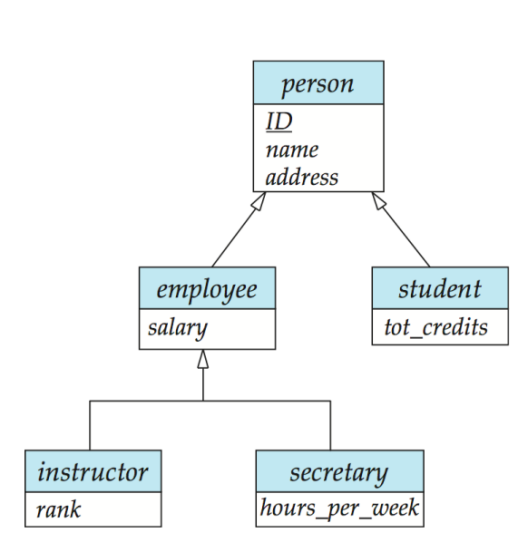 person
ID
name
address
employee
salary
student
tot_credits
instructor
rank
secretary
hours_per_week